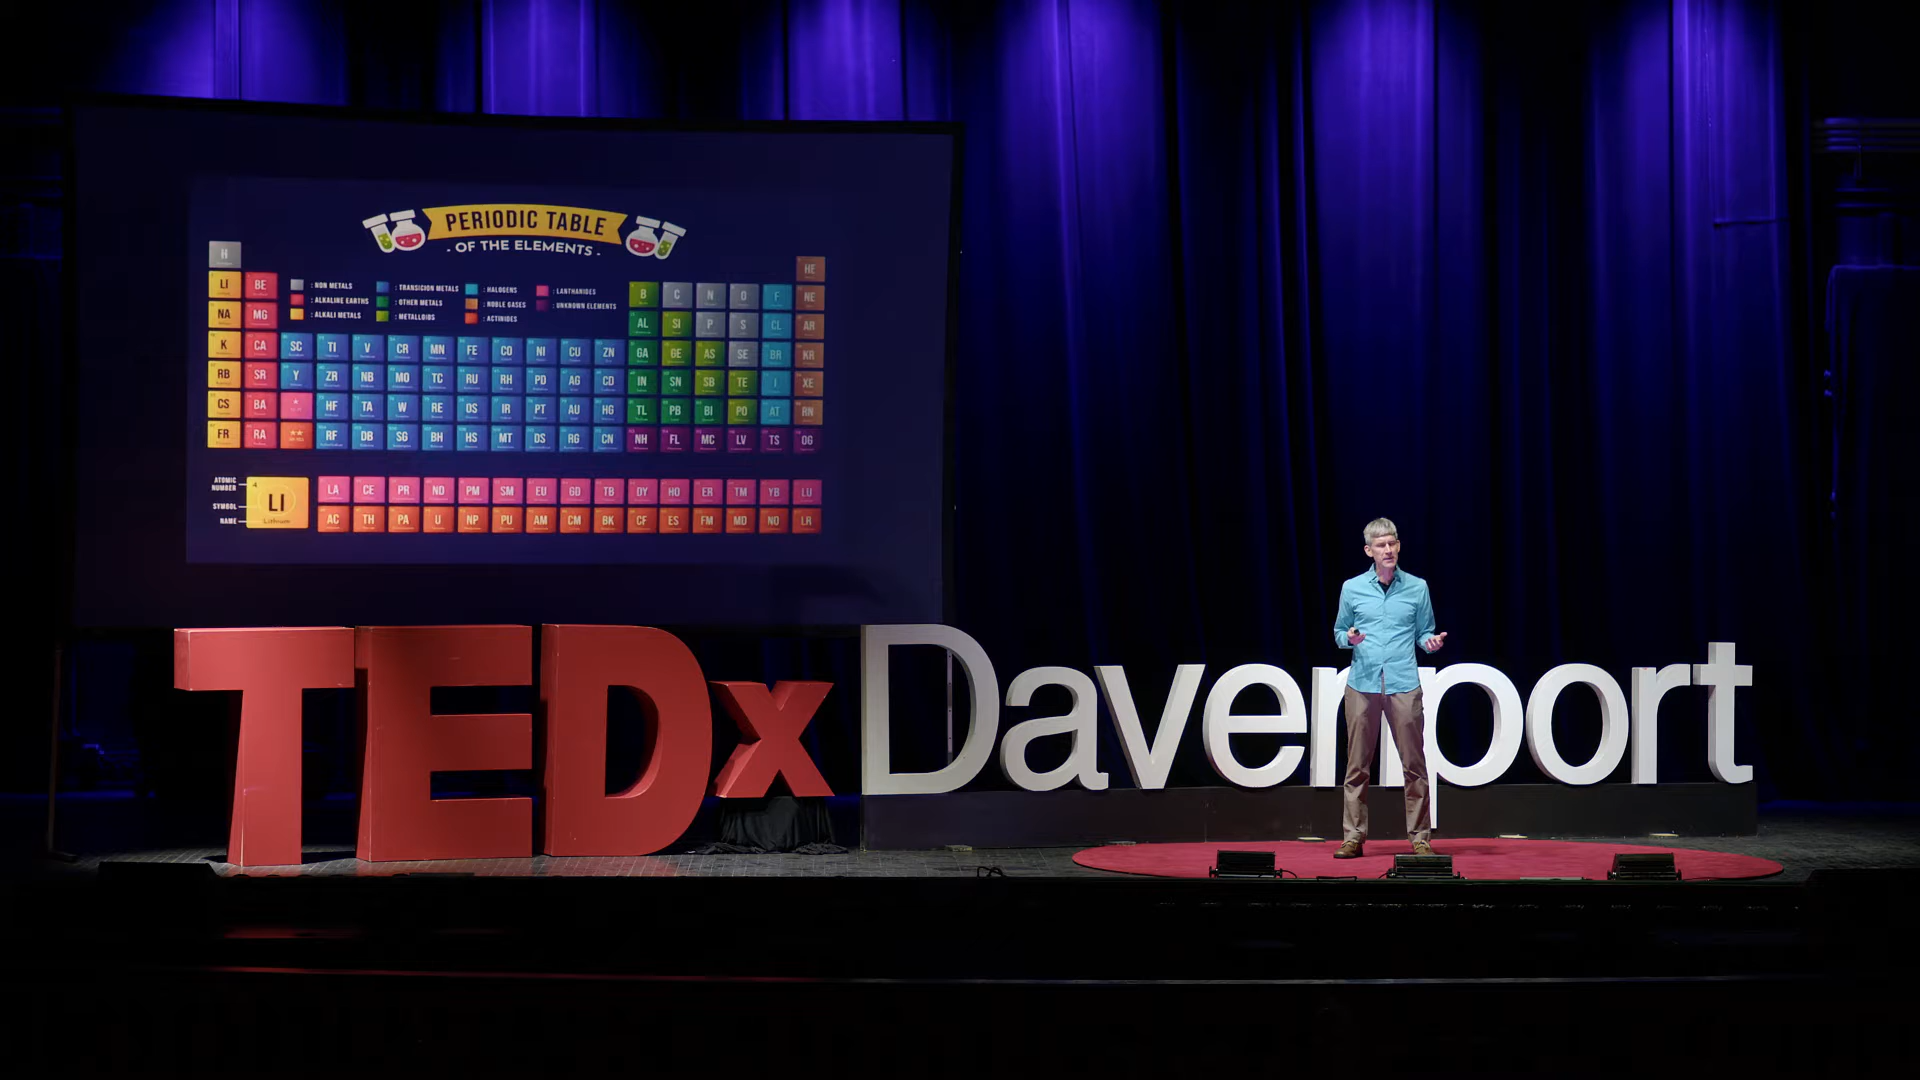 PERIODIC TABLE
- OF THE ELEMENTS -
H HE
LI BE B C N O F NE
: NON METALS : TRANSICION METALS : HALOGENS : LANTHANIDES
: ALKALINE EARTHS : OTHER METALS : NOBLE GASES : UNKNOWN ELEMENTS
: ALKALI METALS : METALLOIDS : ACTINIDES
NA MG AL SI P S CL AR
K CA SC TI V CR MN FE CO NI CU ZN GA GE AS SE BR KR
RB SR Y ZR NB MO TC RU RH PD AG CD IN SN SB TE I XE
CS BA * HF TA W RE OS IR PT AU HG TL PB BI PO AT RN
FR RA ** RF DB SG BH HS MT DS RG CN NH FL MC LV TS OG
ATOMIC NUMBER 4
SYMBOL LI
NAME Lithium
LA CE PR ND PM SM EU GD TB DY HO ER TM YB LU
AC TH PA U NP PU AM CM BK CF ES FM MD NO LR
TEDx Davenport